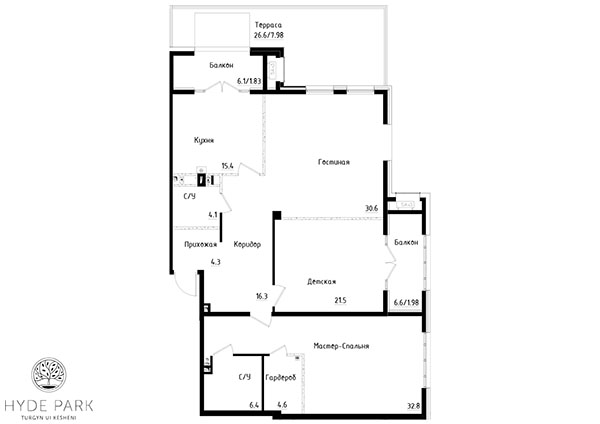 Терраса
26.6/7.98
Балкон
6.1/1.83
Кухня
15.4
Гостиная
30.6
С/У
4.1
Прихожая
4.3
Коридор
16.3
Детская
21.5
Балкон
6.6/1.98
Мастер-Спальня
32.8
С/У
6.4
Гардероб
4.6
HYDE PARK
TURGYN UI KESHENI